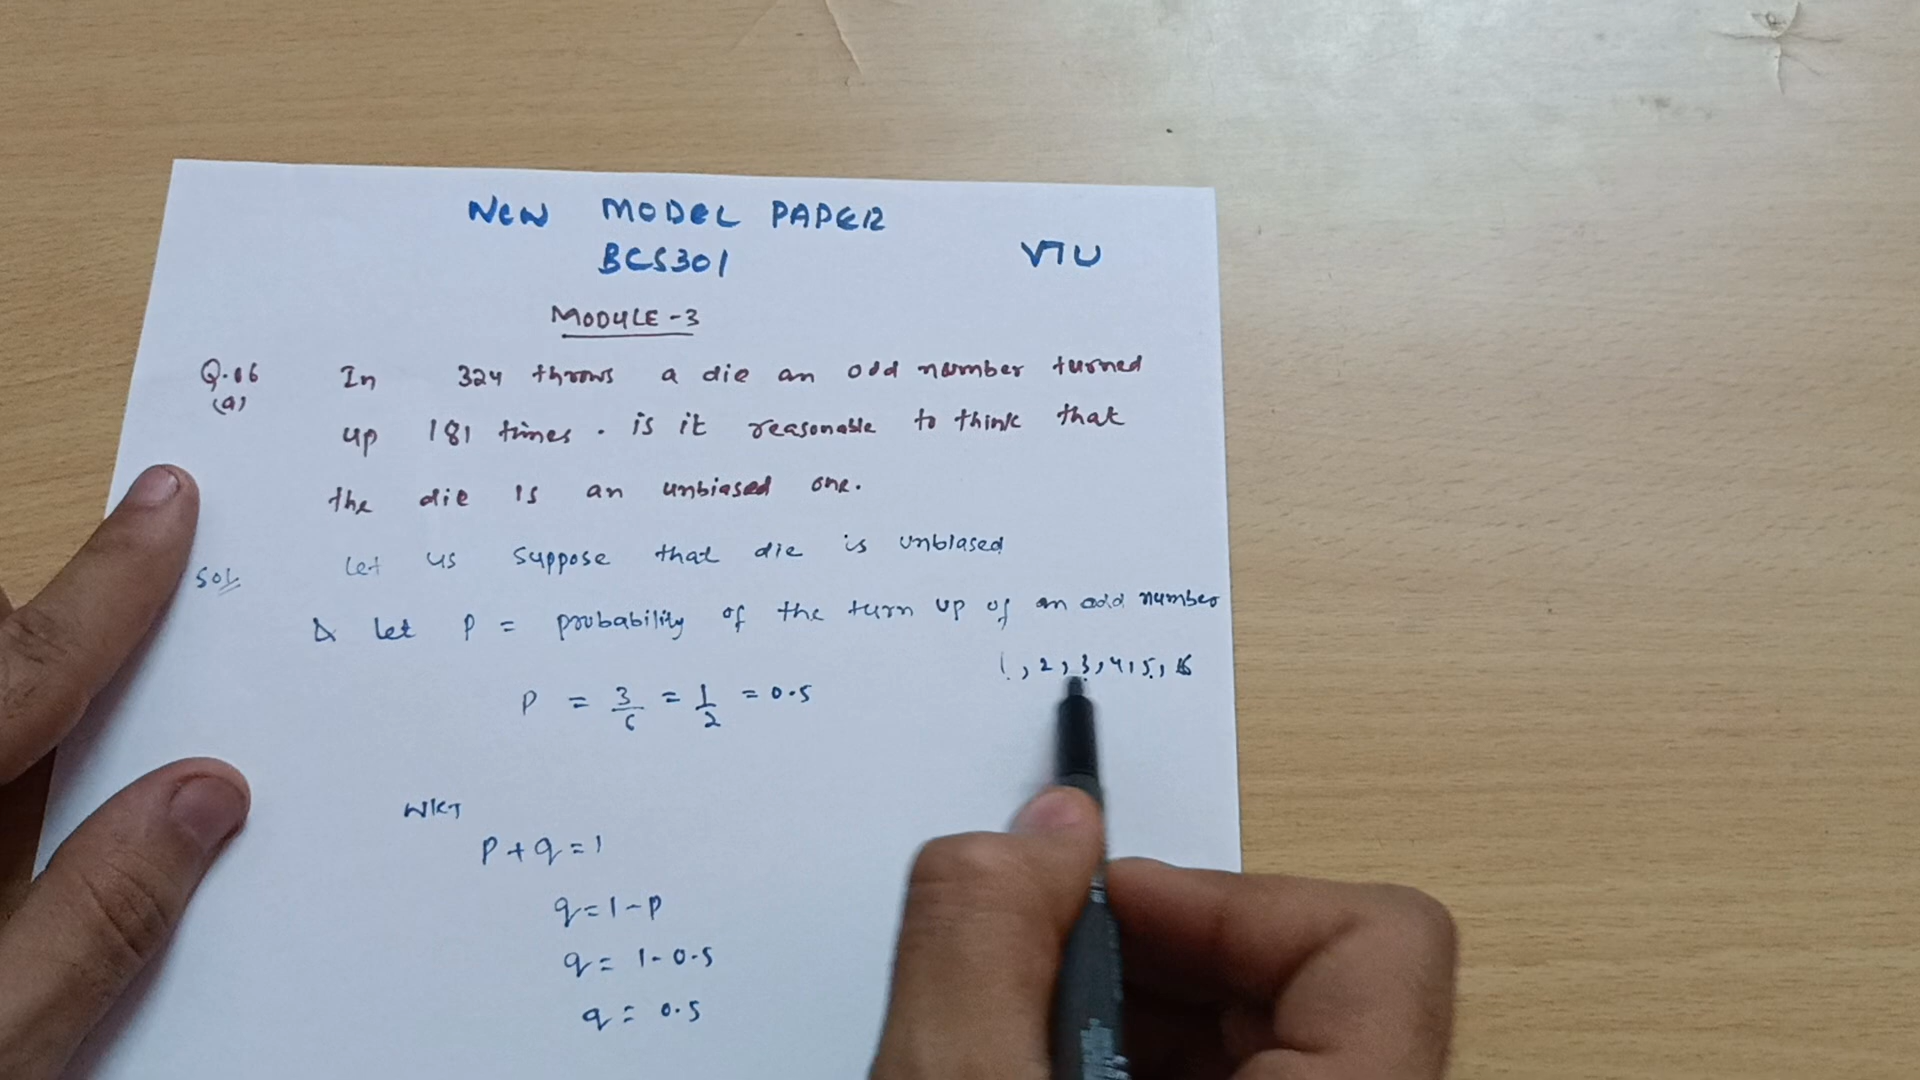 NEW MODEL PAPER
BCS301 VTU
MODULE-3
Q.06 In 324 throws a die an odd number turned
(a)
up 181 times. is it reasonable to think that
the die is an unbiased one.
SOL Let us suppose that die is unbiased
& let P = probability of the turn up of an odd number
1, 2, 3, 4, 5, 6
P = 3/6 = 1/2 = 0.5
WKT
P+q=1
q=1-P
q= 1-0.5
q= 0.5